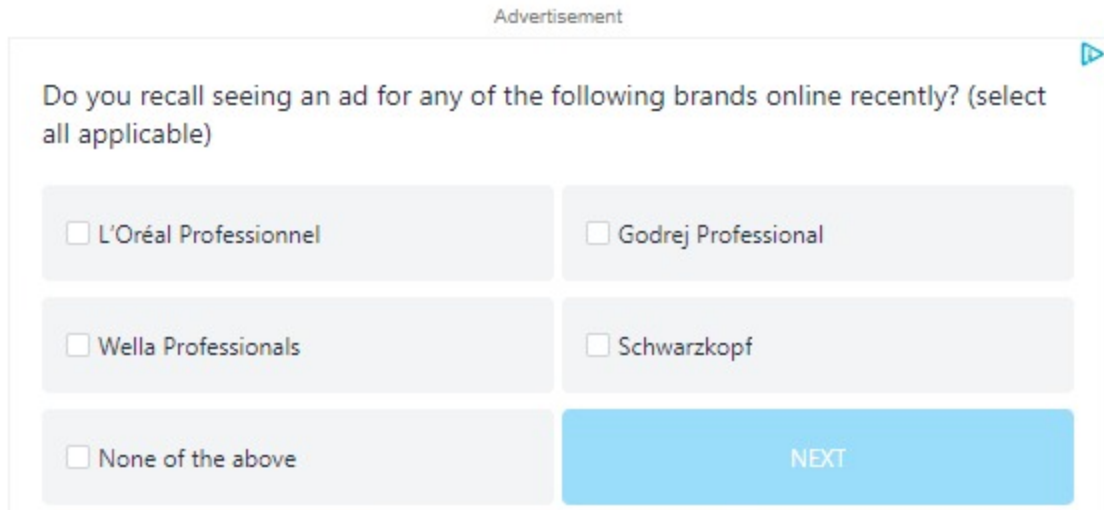 Advertisement
Do you recall seeing an ad for any of the following brands online recently? (select
all applicable)
L’Oréal Professionnel
Godrej Professional
Wella Professionals
Schwarzkopf
None of the above
NEXT